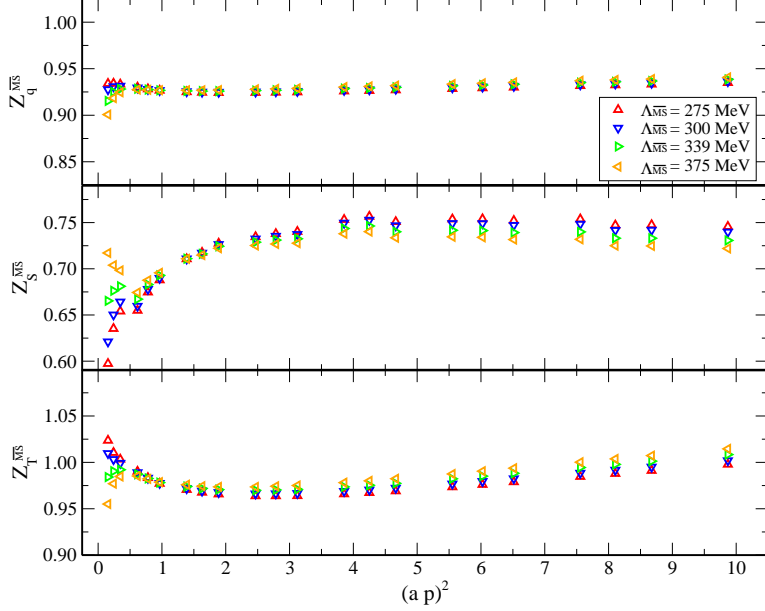 1.00
0.95
0.90
0.85
Z_q^MS
Λ_MS = 275 MeV
Λ_MS = 300 MeV
Λ_MS = 339 MeV
Λ_MS = 375 MeV
0.75
0.70
0.65
0.60
Z_S^MS
1.05
1.00
0.95
0.90
Z_T^MS
0 1 2 3 4 5 6 7 8 9 10
(a p)^2